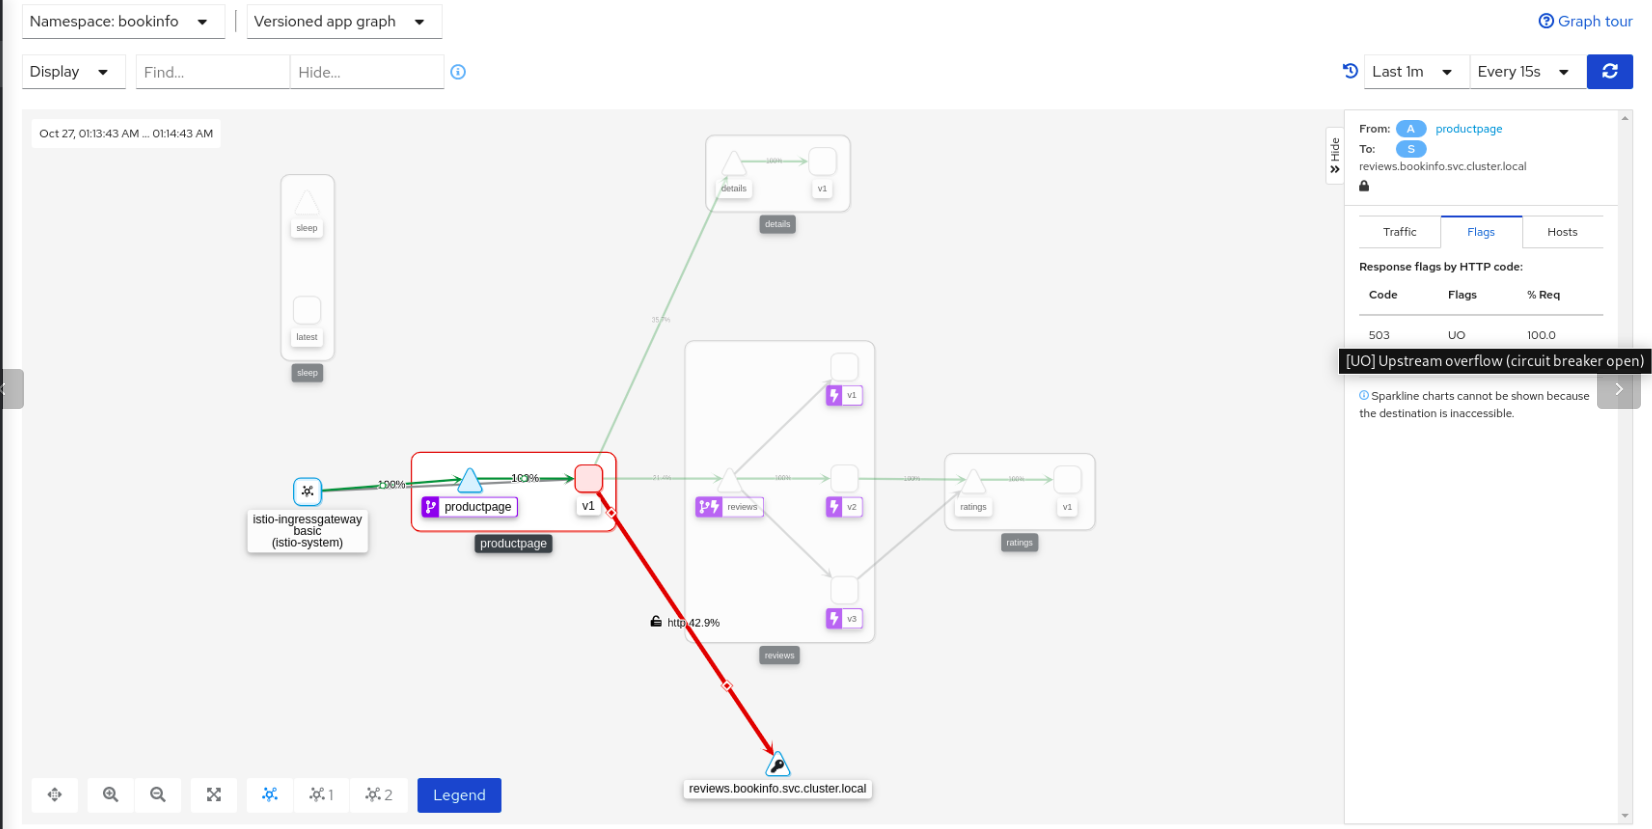 Namespace: bookinfo
Versioned app graph
Graph tour
Display
Find...
Hide...
Last 1m
Every 15s
Oct 27, 01:13:43 AM ... 01:14:43 AM
Hide
From: A productpage
To: S
reviews.bookinfo.svc.cluster.local
Traffic Flags Hosts
Response flags by HTTP code:
Code Flags % Req
503 UO 100.0
[UO] Upstream overflow (circuit breaker open)
Sparkline charts cannot be shown because
the destination is inaccessible.
100%
details
v1
details
sleep
latest
sleep
v1
100%
100%
productpage
v1
productpage
istio-ingressgateway
basic
(istio-system)
100%
reviews
v2
100%
100%
ratings
v1
ratings
v3
reviews
http 42.9%
reviews.bookinfo.svc.cluster.local
1
2
Legend